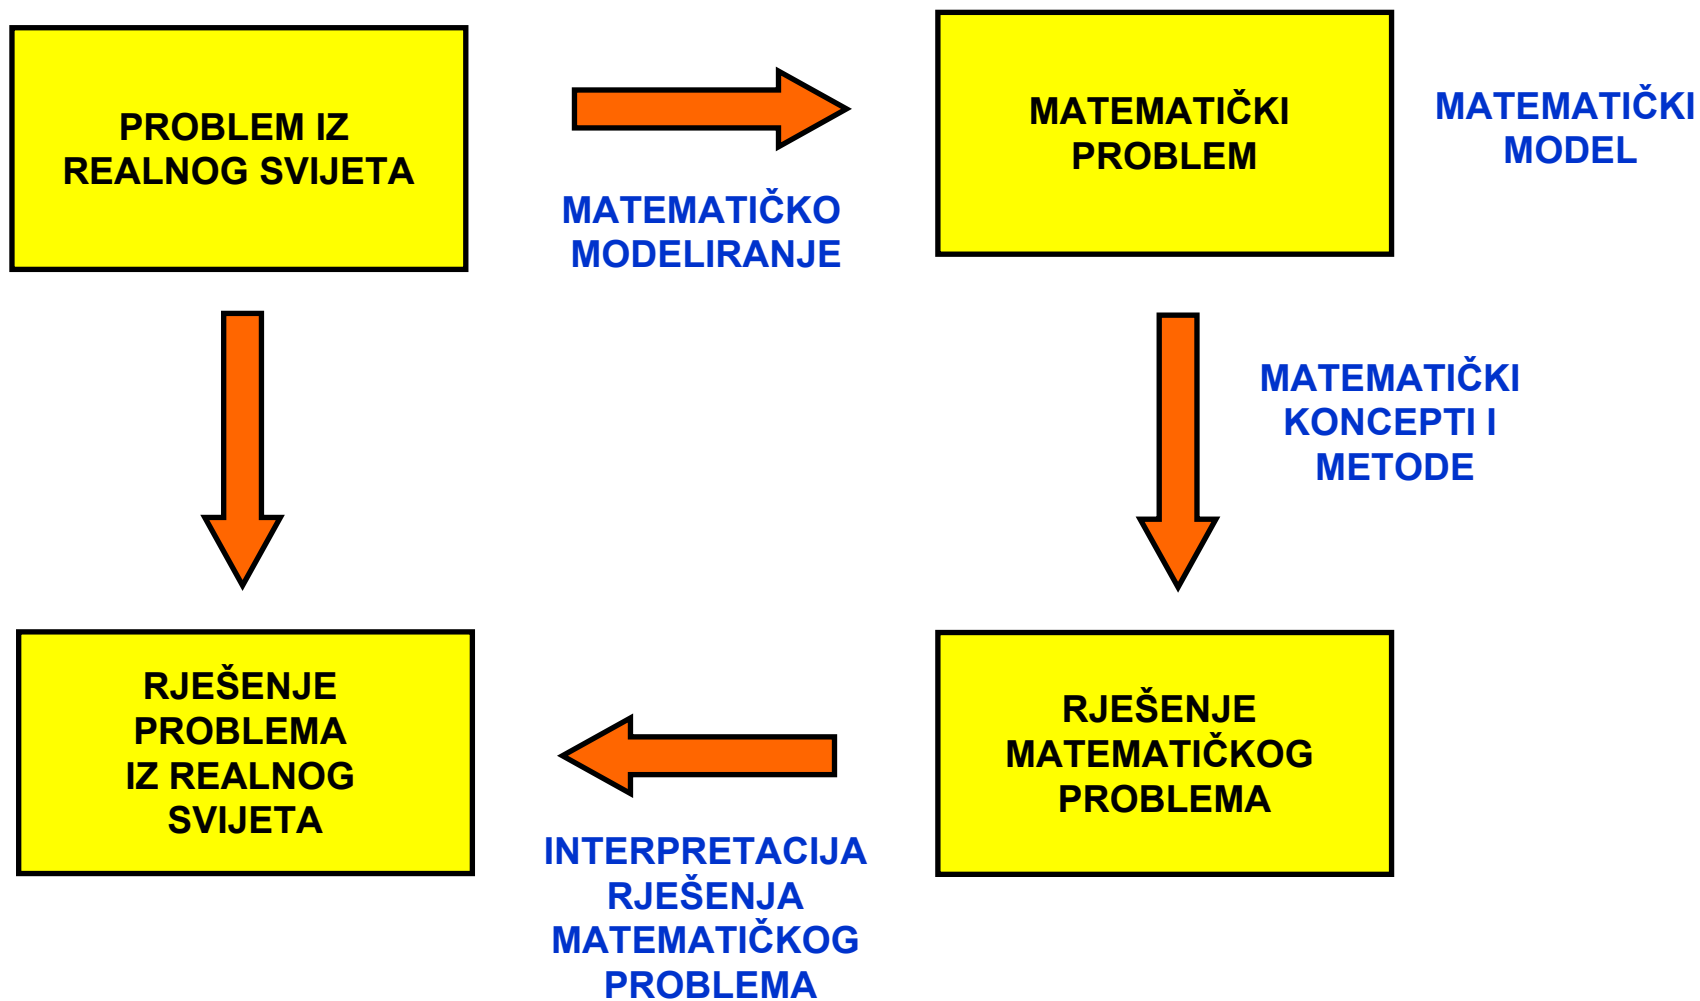 PROBLEM IZ
REALNOG SVIJETA
MATEMATIČKO
MODELIRANJE
MATEMATIČKI
PROBLEM
MATEMATIČKI
MODEL
MATEMATIČKI
KONCEPTI I
METODE
RJEŠENJE
PROBLEMA
IZ REALNOG
SVIJETA
INTERPRETACIJA
RJEŠENJA
MATEMATIČKOG
PROBLEMA
RJEŠENJE
MATEMATIČKOG
PROBLEMA